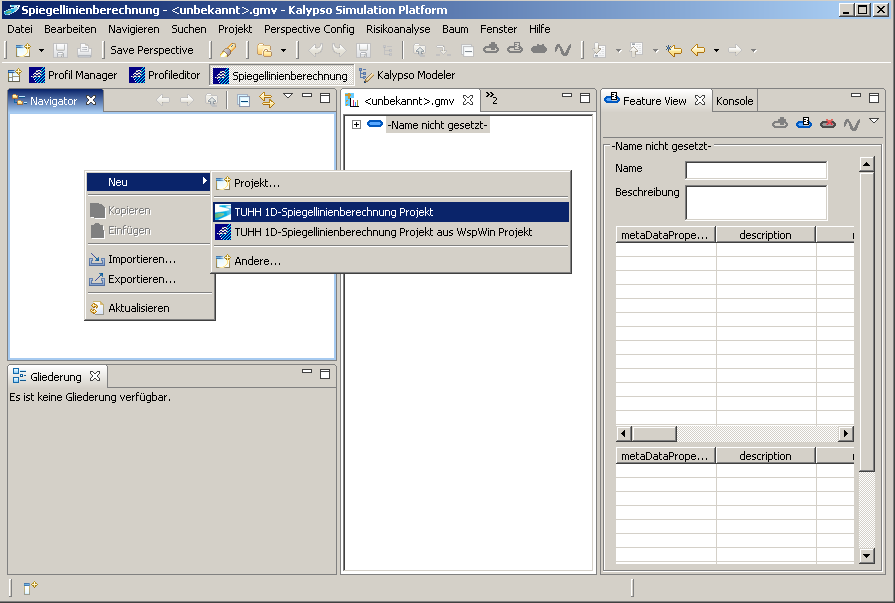 Spiegellinienberechnung - <unbekannt>.gmv - Kalypso Simulation Platform
Datei Bearbeiten Navigieren Suchen Projekt Perspective Config Risikoanalyse Baum Fenster Hilfe
Save Perspective
Profil Manager Profileditor Spiegellinienberechnung Kalypso Modeler
Navigator
<unbekannt>.gmv
2
Feature View Konsole
-Name nicht gesetzt-
Neu
Kopieren
Einfügen
Importieren...
Exportieren...
Aktualisieren
Projekt...
TUHH 1D-Spiegellinienberechnung Projekt
TUHH 1D-Spiegellinienberechnung Projekt aus WspWin Projekt
Andere...
-Name nicht gesetzt-
Name
Beschreibung
metaDataPrope... description
metaDataPrope... description
Gliederung
Es ist keine Gliederung verfügbar.